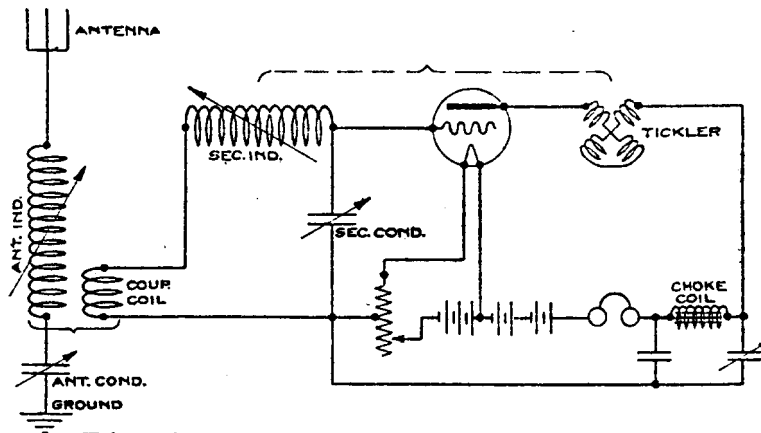 ANTENNA
SEC. IND.
TICKLER
ANT. IND.
SEC. COND.
COUP.
COIL
CHOKE
COIL
ANT. COND.
GROUND